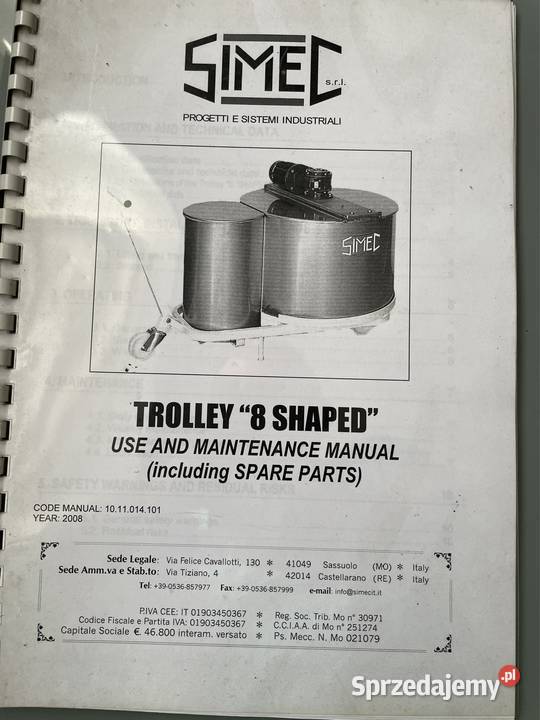 SIMEC s.r.l.
PROGETTI E SISTEMI INDUSTRIALI
SIMEC
TROLLEY “8 SHAPED”
USE AND MAINTENANCE MANUAL
(including SPARE PARTS)
CODE MANUAL: 10.11.014.101
YEAR: 2008
Sede Legale: Via Felice Cavallotti, 130 * 41049 Sassuolo (MO) * Italy
Sede Amm.va e Stab.to: Via Tiziano, 4 * 42014 Castellarano (RE) * Italy
Tel: +39-0536-857977 Fax: +39-0536-857999 e-mail: info@simecit.it
P.IVA CEE: IT 01903450367 * Reg. Soc. Trib. Mo n° 30971
Codice Fiscale e Partita IVA: 01903450367 * C.C.I.A.A. di Mo n° 251274
Capitale Sociale €. 46.800 interam. versato * Ps. Mecc. N. Mo 021079
Sprzedajemy.pl